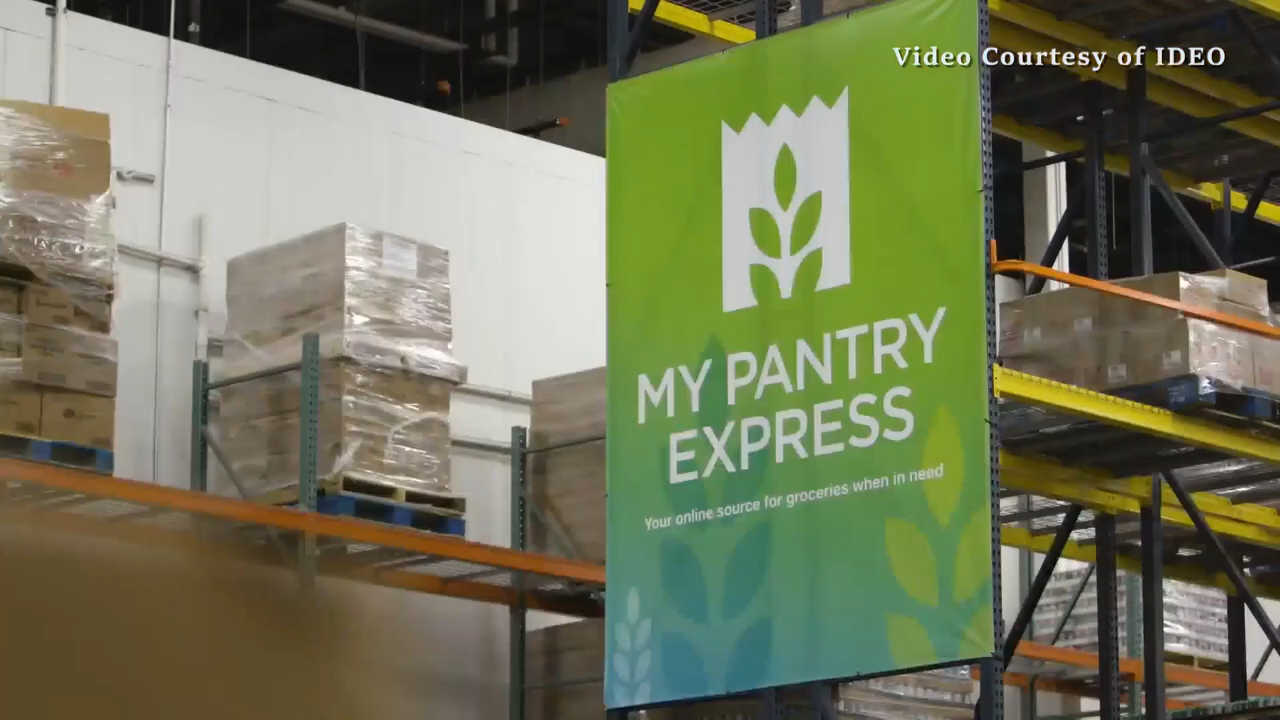 Video Courtesy of IDEO
MY PANTRY
EXPRESS
Your online source for groceries when in need